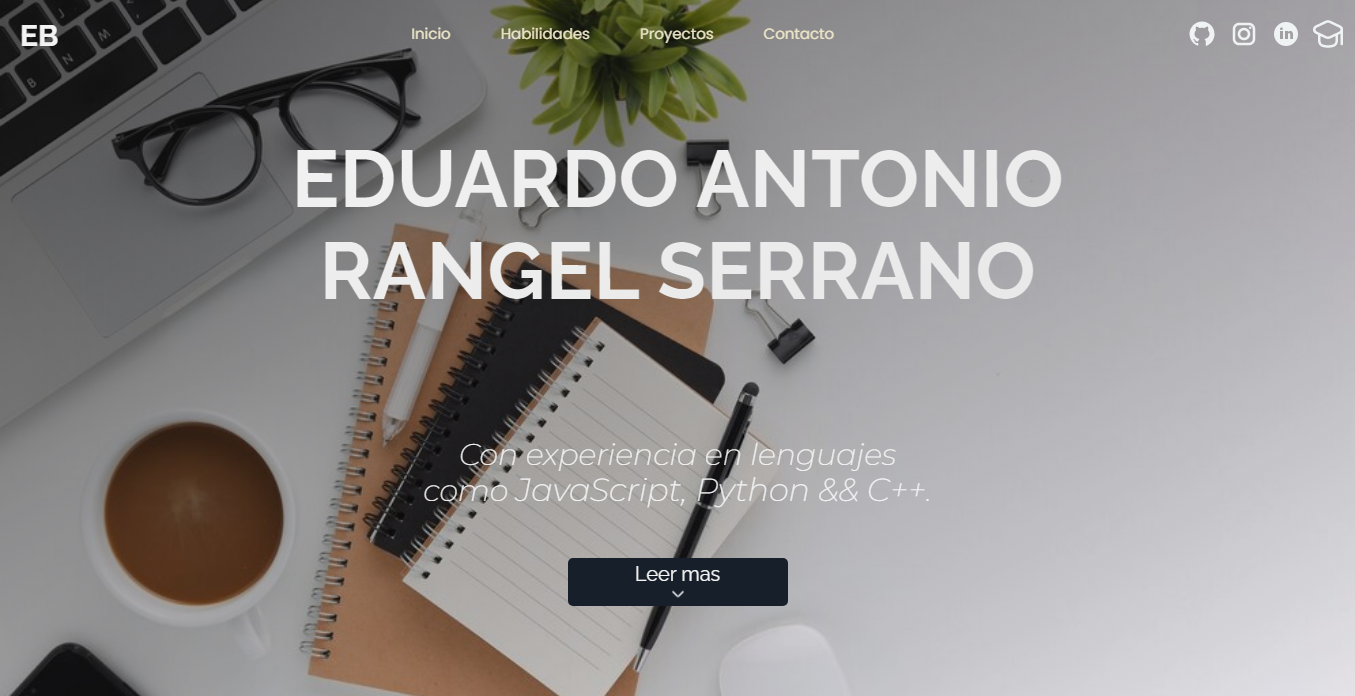 EB
Inicio Habilidades Proyectos Contacto
EDUARDO ANTONIO
RANGEL SERRANO
Con experiencia en lenguajes
como JavaScript, Python && C++.
Leer mas